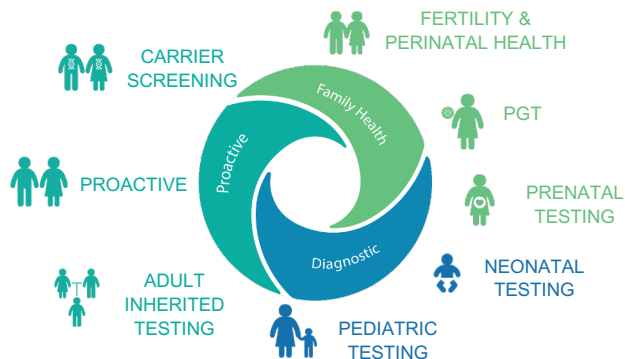 FERTILITY &
PERINATAL HEALTH
CARRIER
SCREENING
Family Health
PGT
Proactive
PROACTIVE
PRENATAL
TESTING
Diagnostic
NEONATAL
TESTING
ADULT
INHERITED
TESTING
PEDIATRIC
TESTING